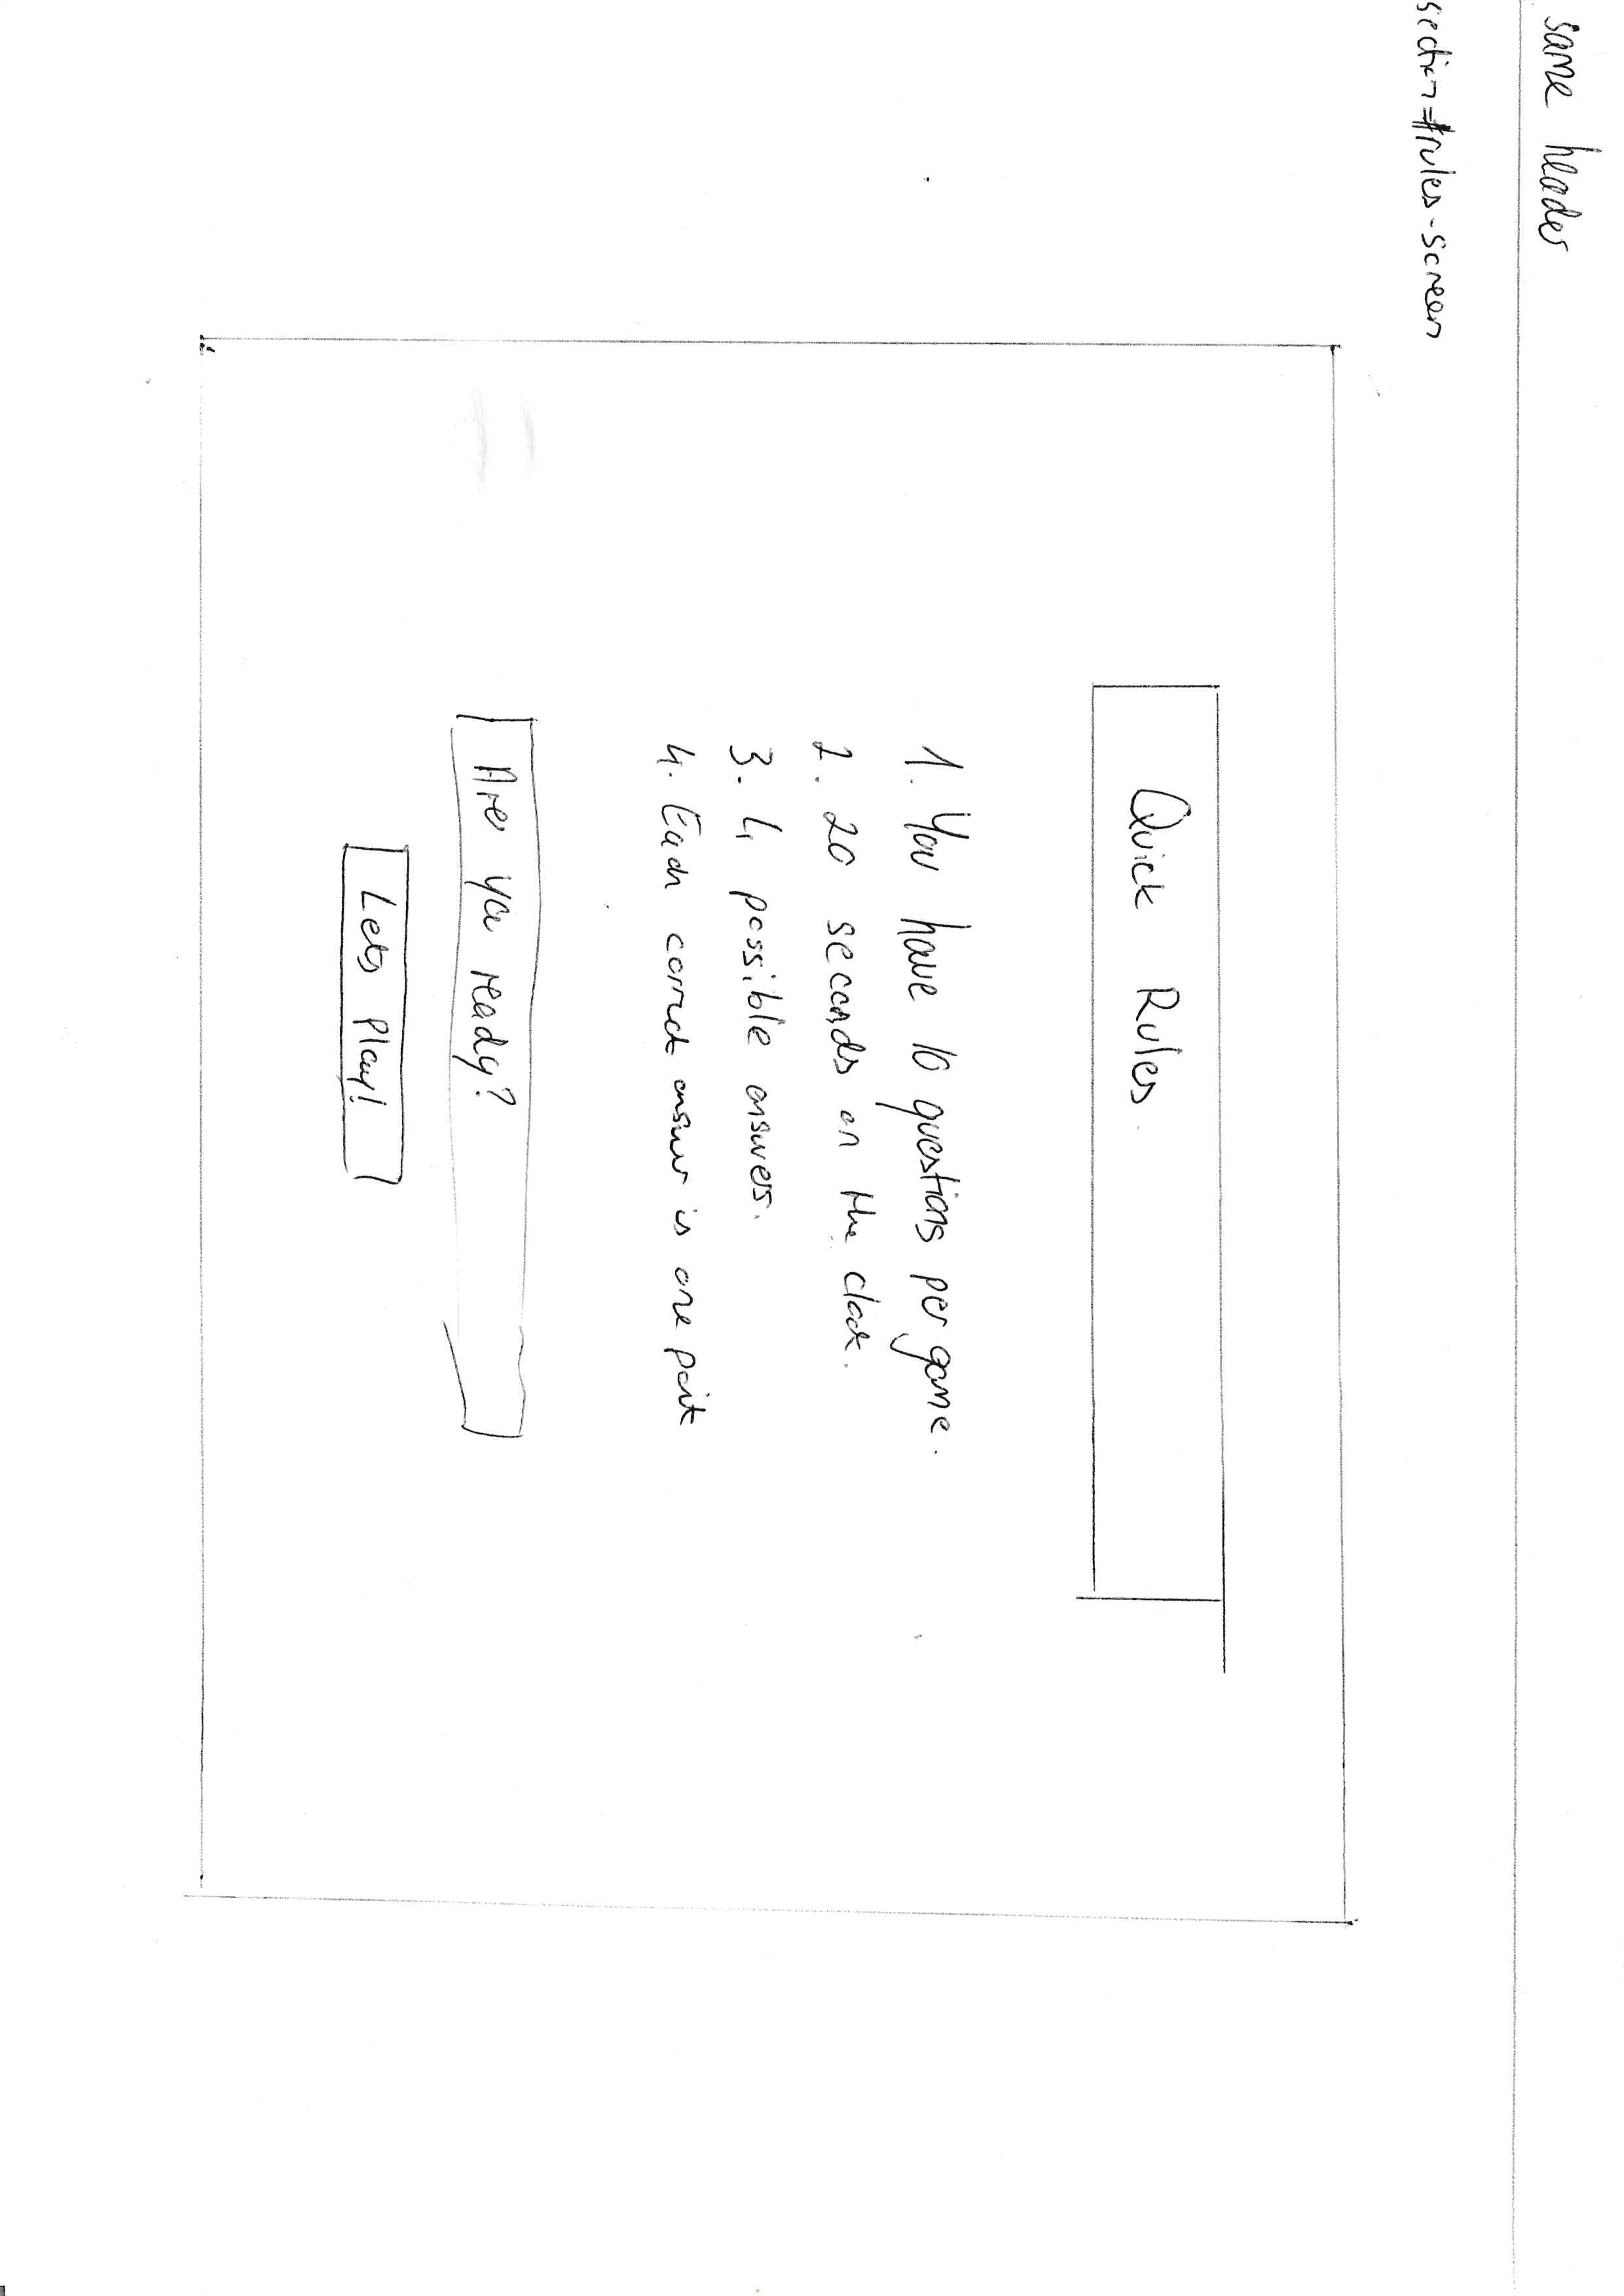 same header
section=#rules-screen
Quick Rules.
1. You have 10 questions per game.
2. 20 seconds on the clock.
3. 4 possible answers.
4. Each correct answer is one point
Are you ready?
Lets Play!